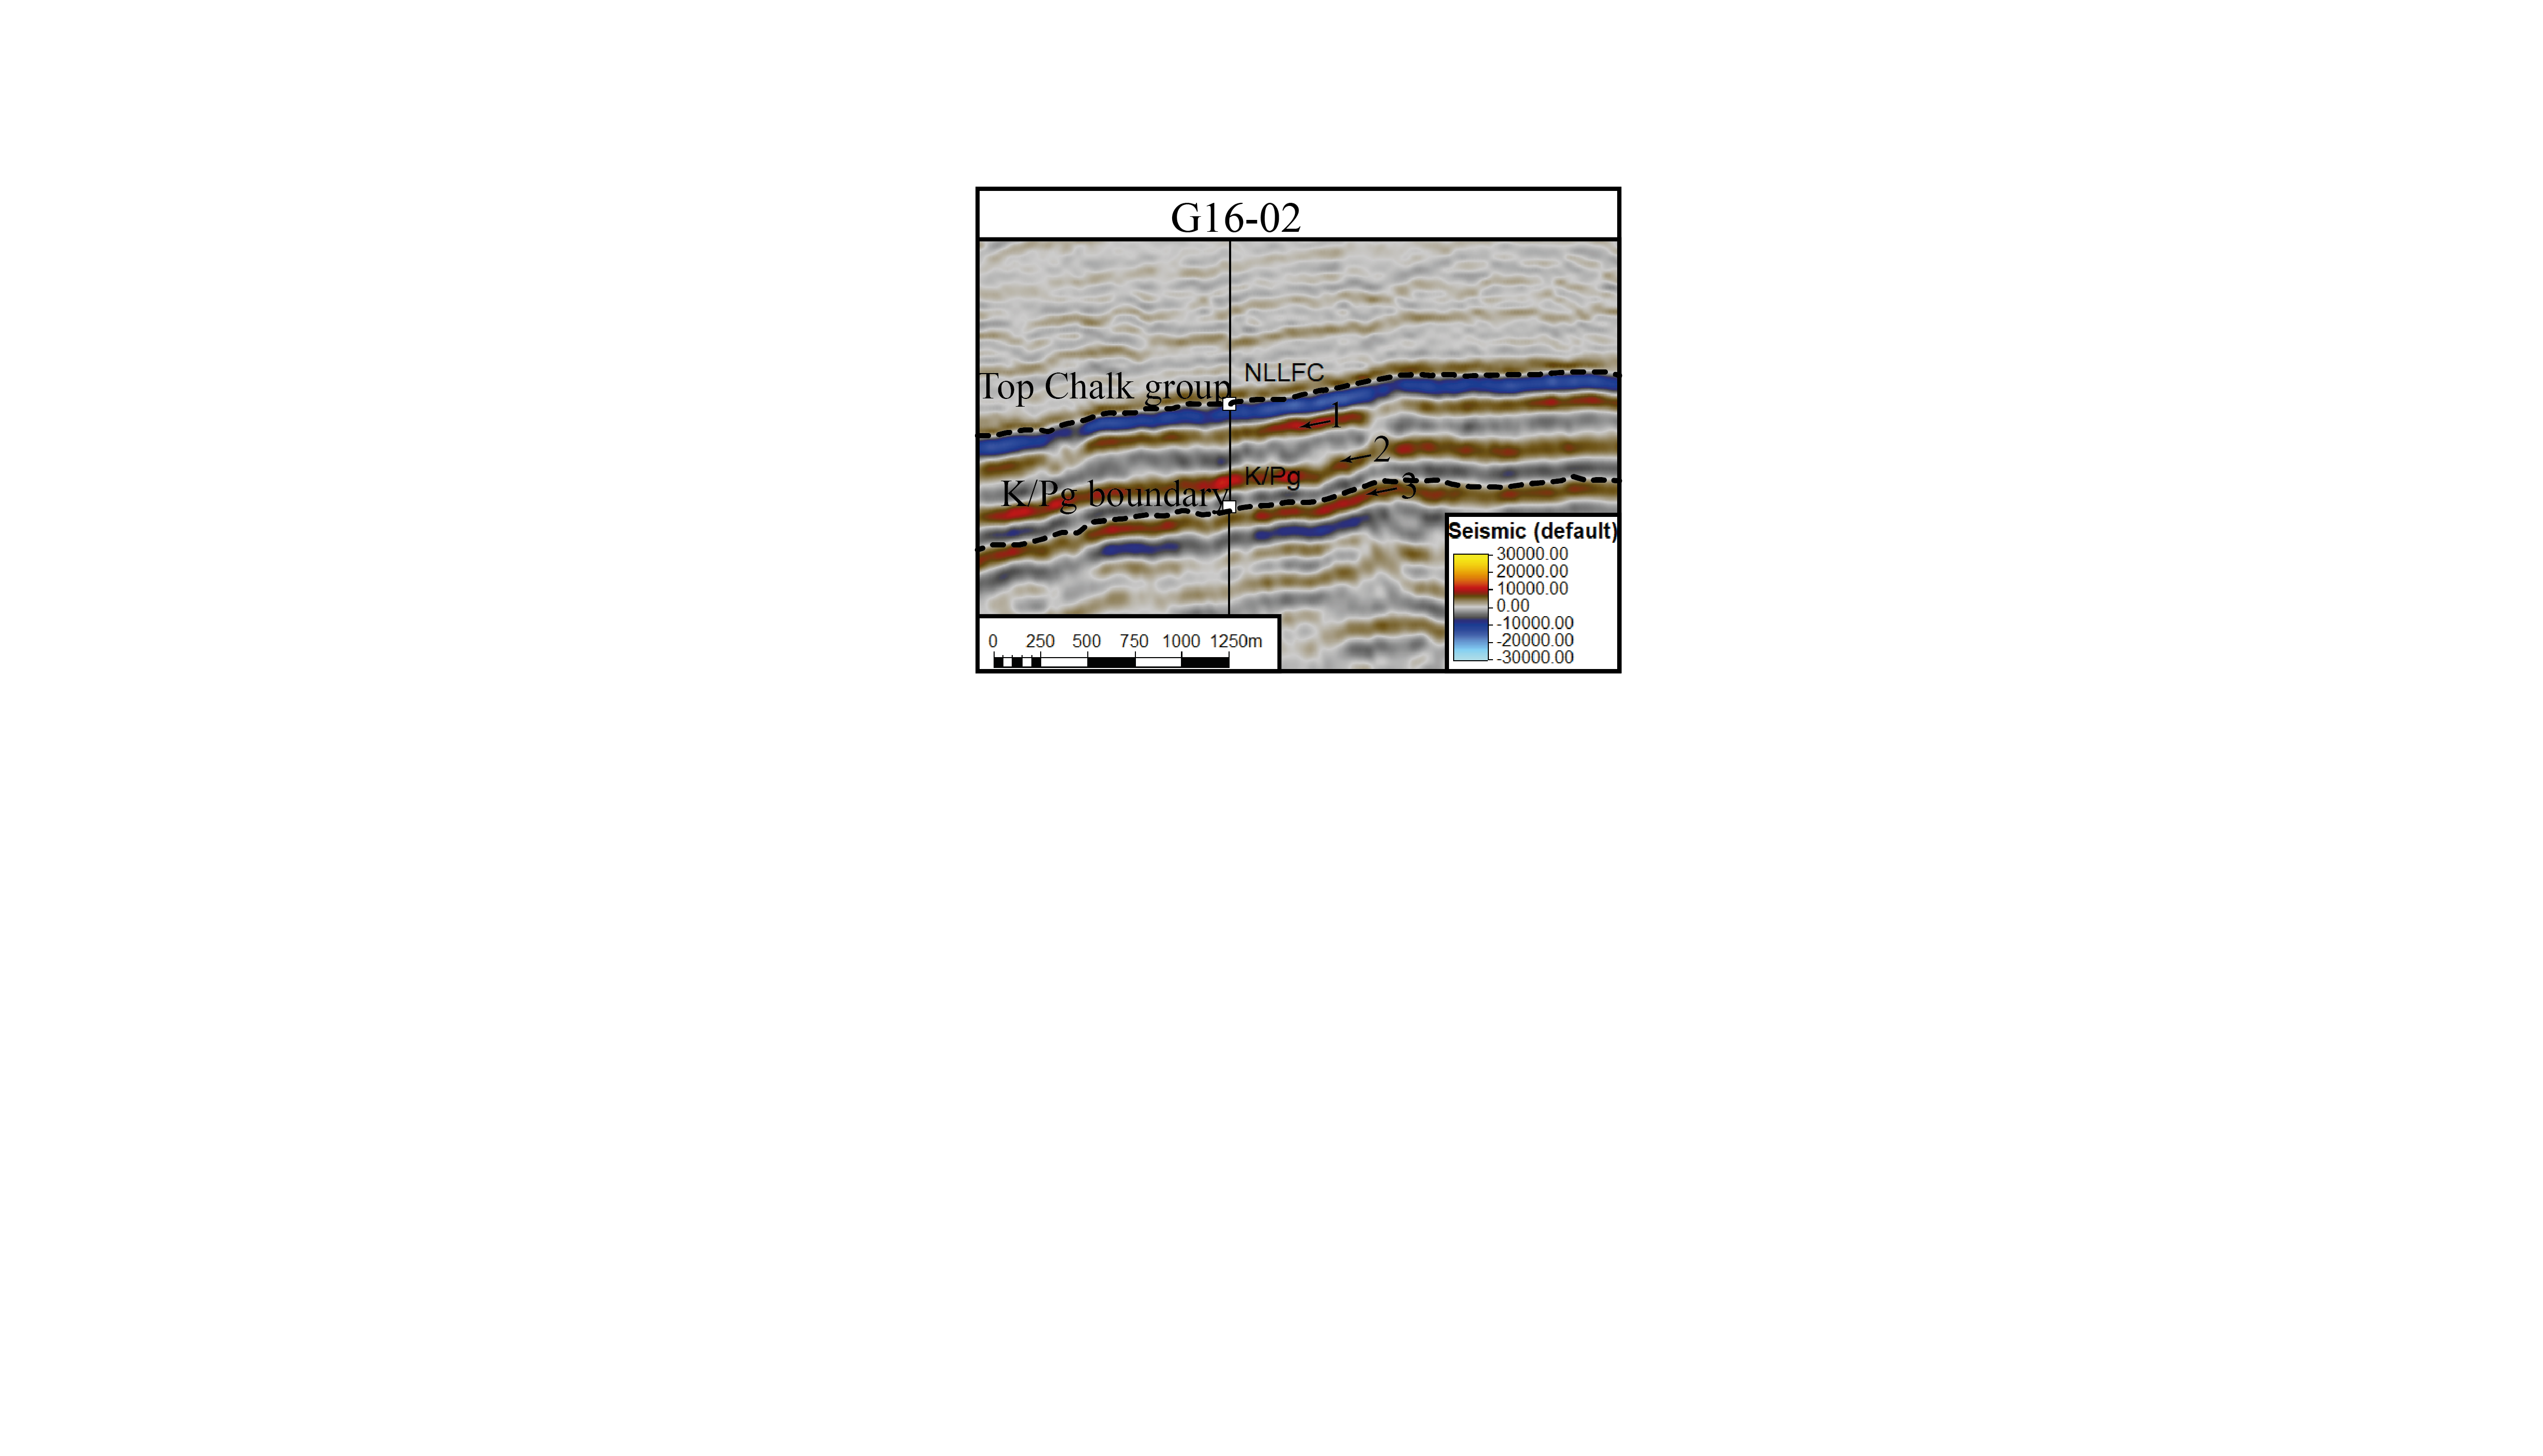 G16-02
NLLFC
Top Chalk group
1
2
K/Pg
K/Pg boundary
3
Seismic (default)
30000.00
20000.00
10000.00
0.00
-10000.00
-20000.00
-30000.00
0 250 500 750 1000 1250m